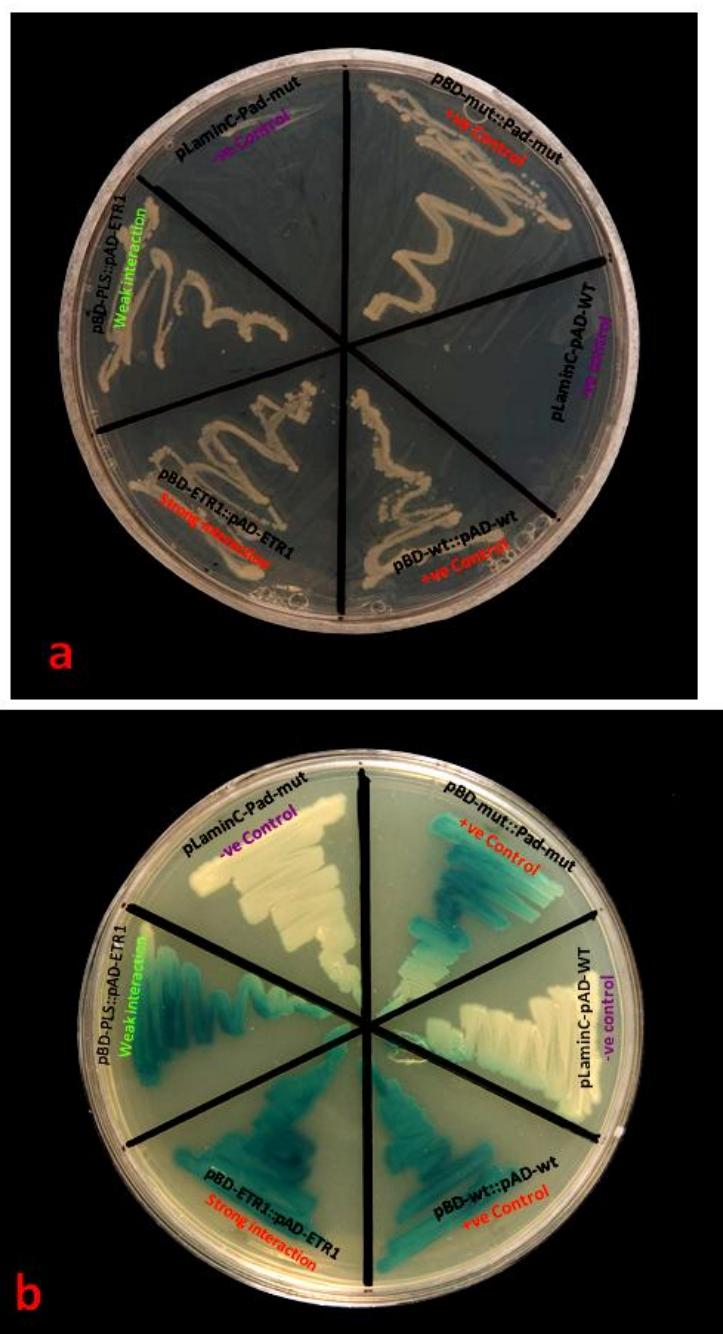 pLaminC-Pad-mut
-ve Control
pBD-mut::Pad-mut
+ve Control
pBD-PLS::pAD-ETR1
Weak interaction
pLaminC-pAD-WT
-ve control
pBD-ETR1::pAD-ETR1
Strong interaction
pBD-wt::pAD-wt
+ve Control
a
pLaminC-Pad-mut
-ve Control
pBD-mut::Pad-mut
+ve Control
pBD-PLS::pAD-ETR1
Weak interaction
pLaminC-pAD-WT
-ve control
pBD-ETR1::pAD-ETR1
Strong interaction
pBD-wt::pAD-wt
+ve Control
b